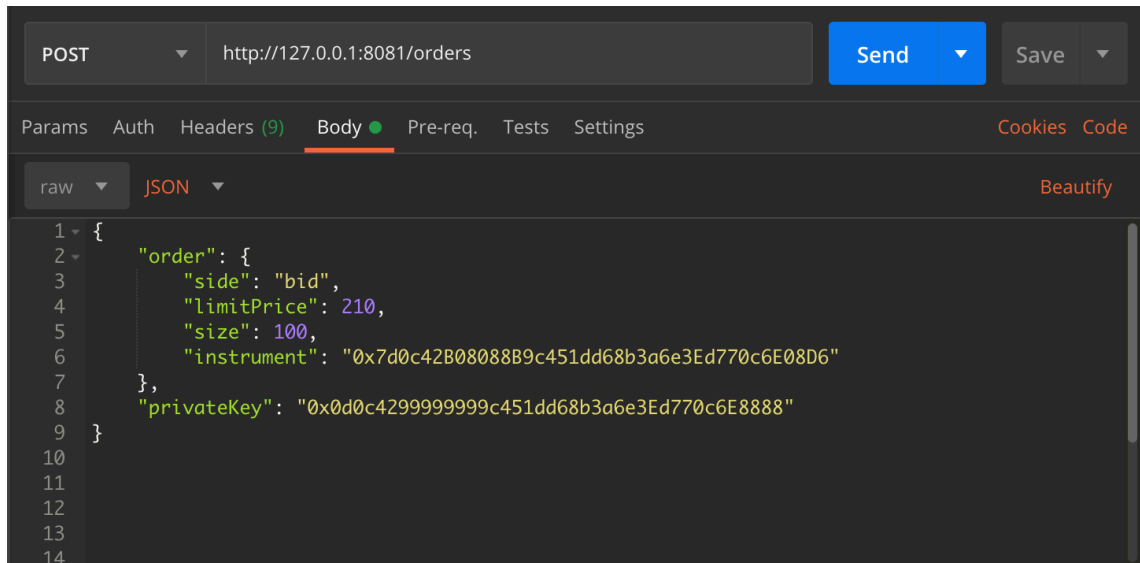 POST http://127.0.0.1:8081/orders Send Save
Params Auth Headers (9) Body Pre-req. Tests Settings Cookies Code
raw JSON Beautify
1 {
2 "order": {
3 "side": "bid",
4 "limitPrice": 210,
5 "size": 100,
6 "instrument": "0x7d0c42B08088B9c451dd68b3a6e3Ed770c6E08D6"
7 },
8 "privateKey": "0x0d0c4299999999c451dd68b3a6e3Ed770c6E8888"
9 }
10
11
12
13
14